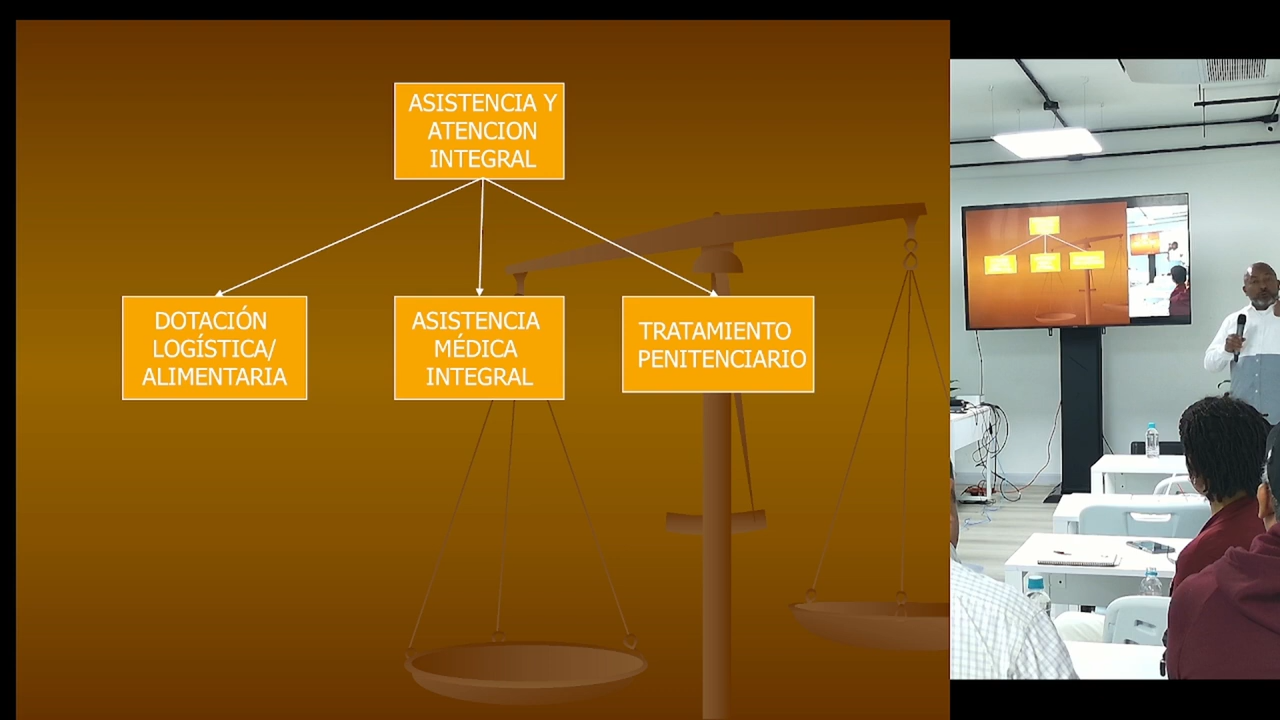 ASISTENCIA Y
ATENCION
INTEGRAL
DOTACIÓN
LOGÍSTICA/
ALIMENTARIA
ASISTENCIA
MÉDICA
INTEGRAL
TRATAMIENTO
PENITENCIARIO